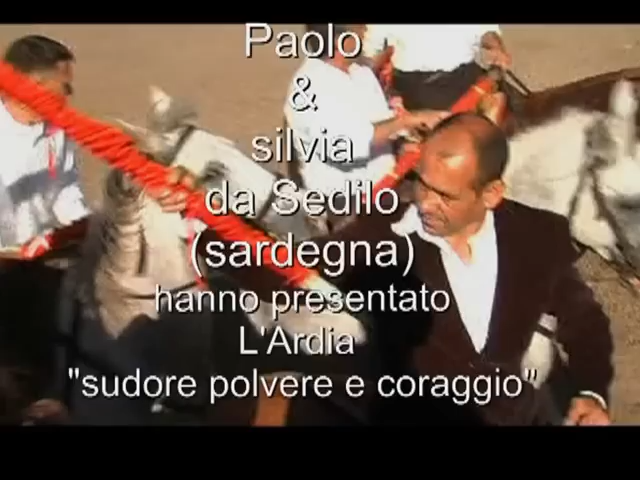 Paolo
&
silvia
da Sedilo
(sardegna)
hanno presentato
L'Ardia
"sudore polvere e coraggio"